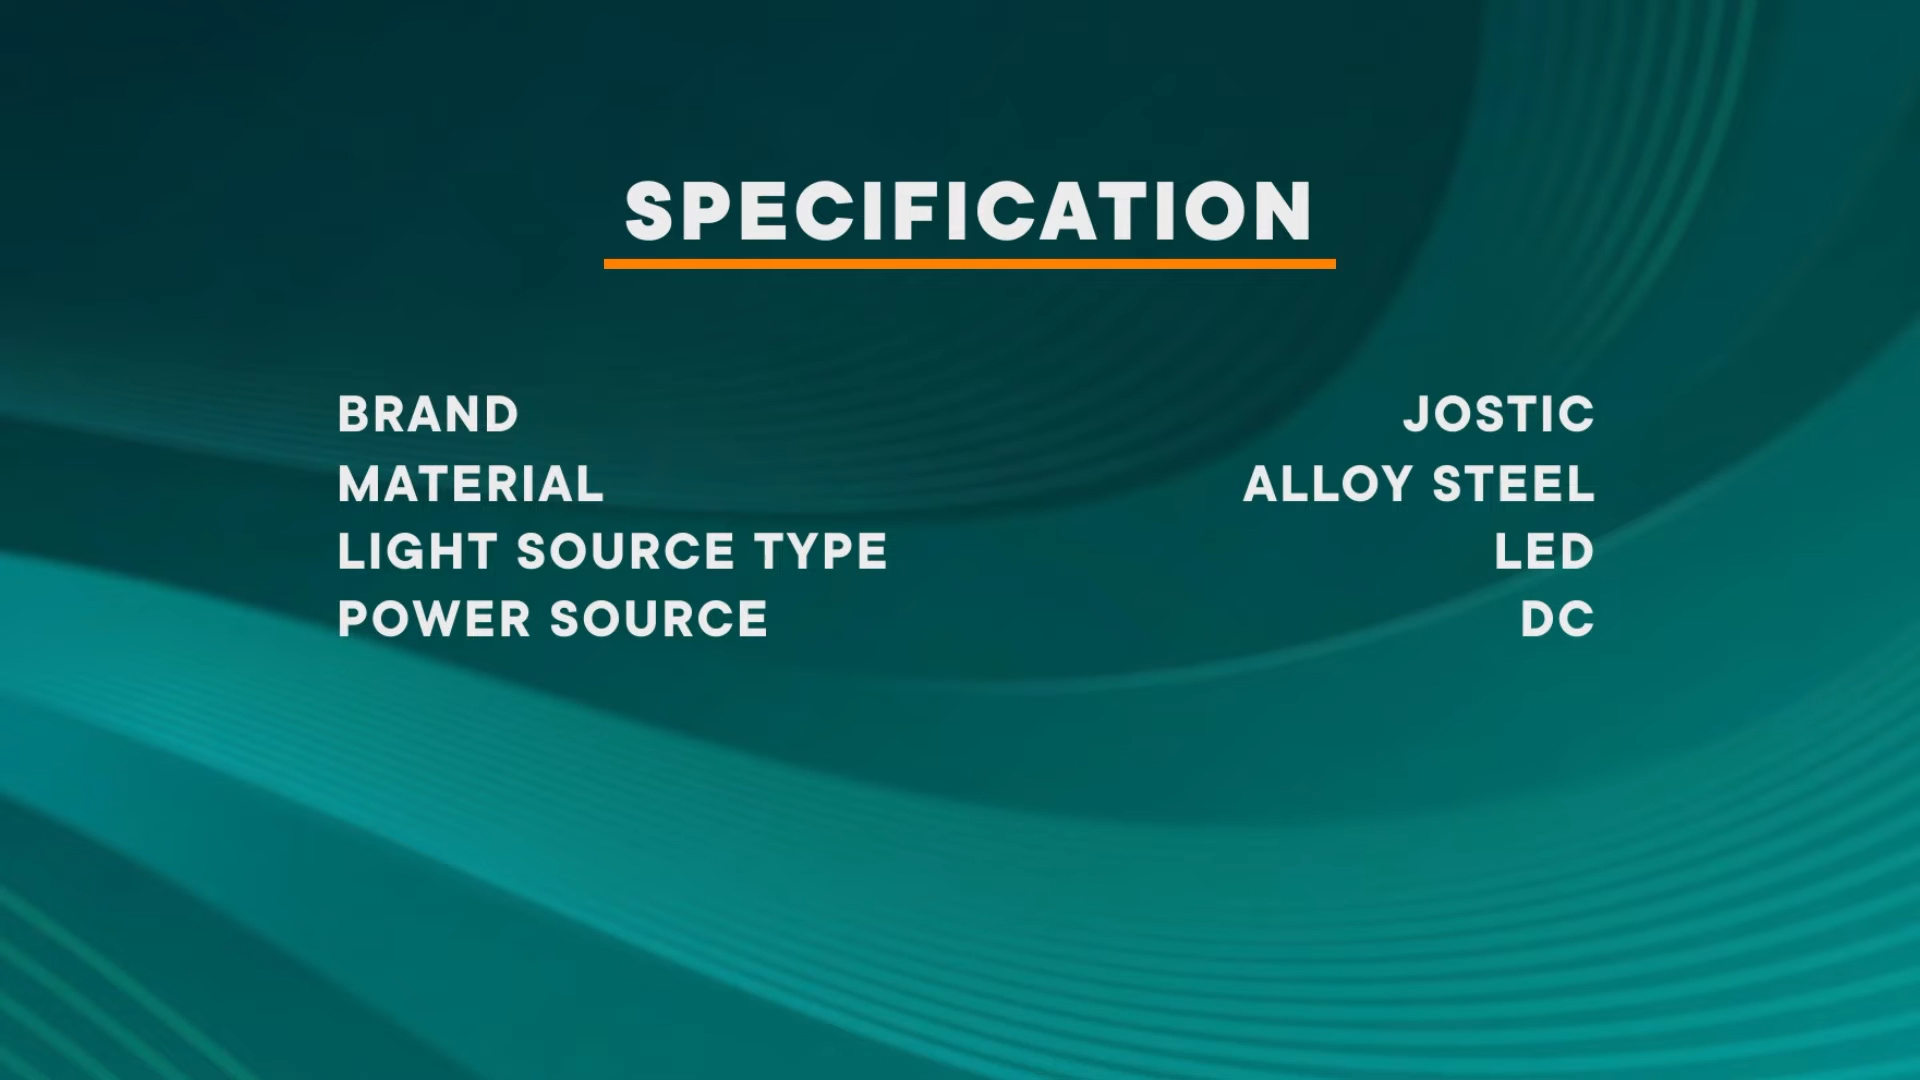 SPECIFICATION
BRAND JOSTIC
MATERIAL ALLOY STEEL
LIGHT SOURCE TYPE LED
POWER SOURCE DC